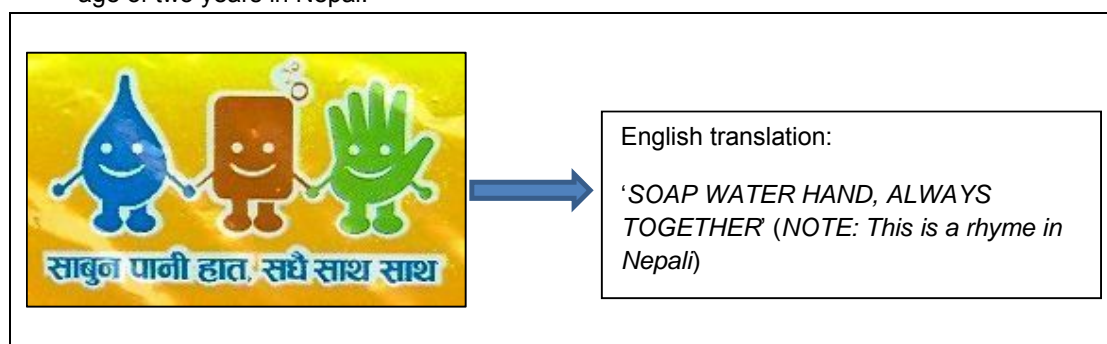 age of two years in Nepal.
साबुन पानी हात, सधै साथ साथ
English translation:
‘SOAP WATER HAND, ALWAYS
TOGETHER’ (NOTE: This is a rhyme in
Nepali)